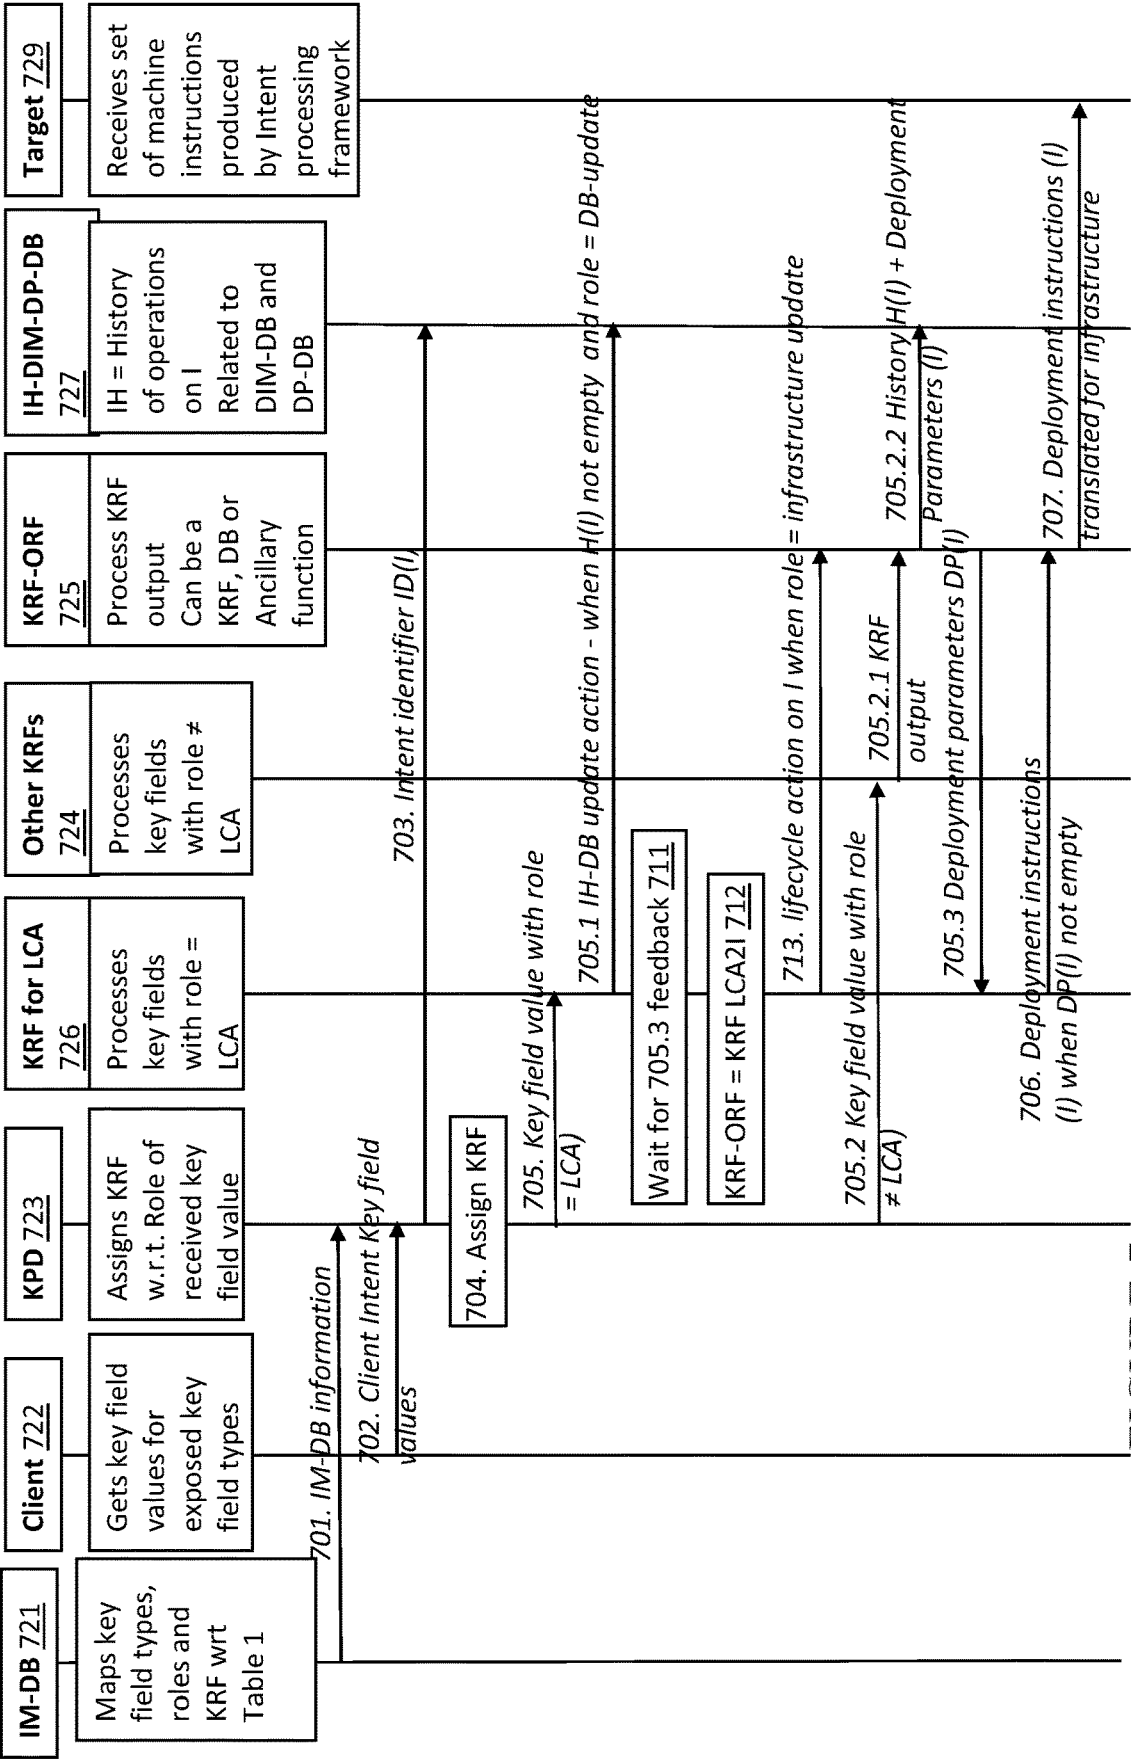 IM-DB 721
Maps key
field types,
roles and
KRF wrt
Table 1
Client 722
Gets key field
values for
exposed key
field types
KPD 723
Assigns KRF
w.r.t. Role of
received key
field value
KRF for LCA
726
Processes
key fields
with role =
LCA
Other KRFs
724
Processes
key fields
with role ≠
LCA
KRF-ORF
725
Process KRF
output
Can be a
KRF, DB or
Ancillary
function
IH-DIM-DP-DB
727
IH = History
of operations
on I
Related to
DIM-DB and
DP-DB
Target 729
Receives set
of machine
instructions
produced
by Intent
processing
framework
701. IM-DB information
702. Client Intent Key field
values
703. Intent identifier ID(I)
704. Assign KRF
705. Key field value with role
= LCA)
705.1 IH-DB update action - when H(I) not empty and role = DB-update
Wait for 705.3 feedback 711
KRF-ORF = KRF LCA2I 712
713. lifecycle action on I when role = infrastructure update
705.2 Key field value with role
≠ LCA)
705.2.1 KRF
output
705.2.2 History H(I) + Deployment
Parameters (I)
705.3 Deployment parameters DP(I)
706. Deployment instructions
(I) when DP(I) not empty
707. Deployment instructions (I)
translated for infrastructure